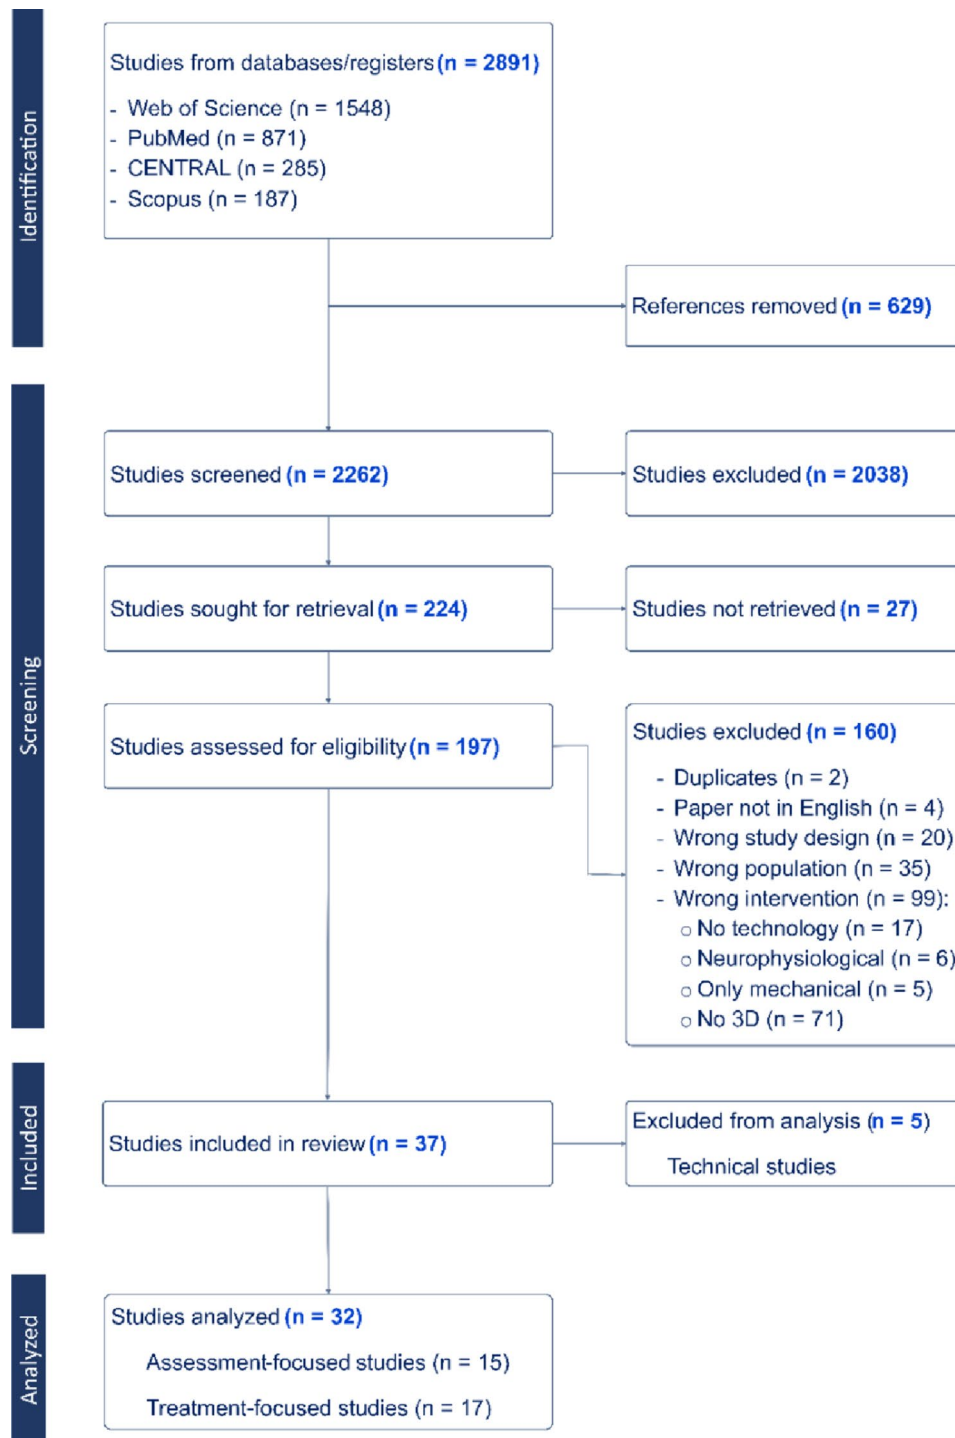 Identification
Studies from databases/registers (n = 2891)
- Web of Science (n = 1548)
- PubMed (n = 871)
- CENTRAL (n = 285)
- Scopus (n = 187)
References removed (n = 629)
Screening
Studies screened (n = 2262)
Studies excluded (n = 2038)
Studies sought for retrieval (n = 224)
Studies not retrieved (n = 27)
Studies assessed for eligibility (n = 197)
Studies excluded (n = 160)
- Duplicates (n = 2)
- Paper not in English (n = 4)
- Wrong study design (n = 20)
- Wrong population (n = 35)
- Wrong intervention (n = 99):
o No technology (n = 17)
o Neurophysiological (n = 6)
o Only mechanical (n = 5)
o No 3D (n = 71)
Included
Studies included in review (n = 37)
Excluded from analysis (n = 5)
Technical studies
Analyzed
Studies analyzed (n = 32)
Assessment-focused studies (n = 15)
Treatment-focused studies (n = 17)